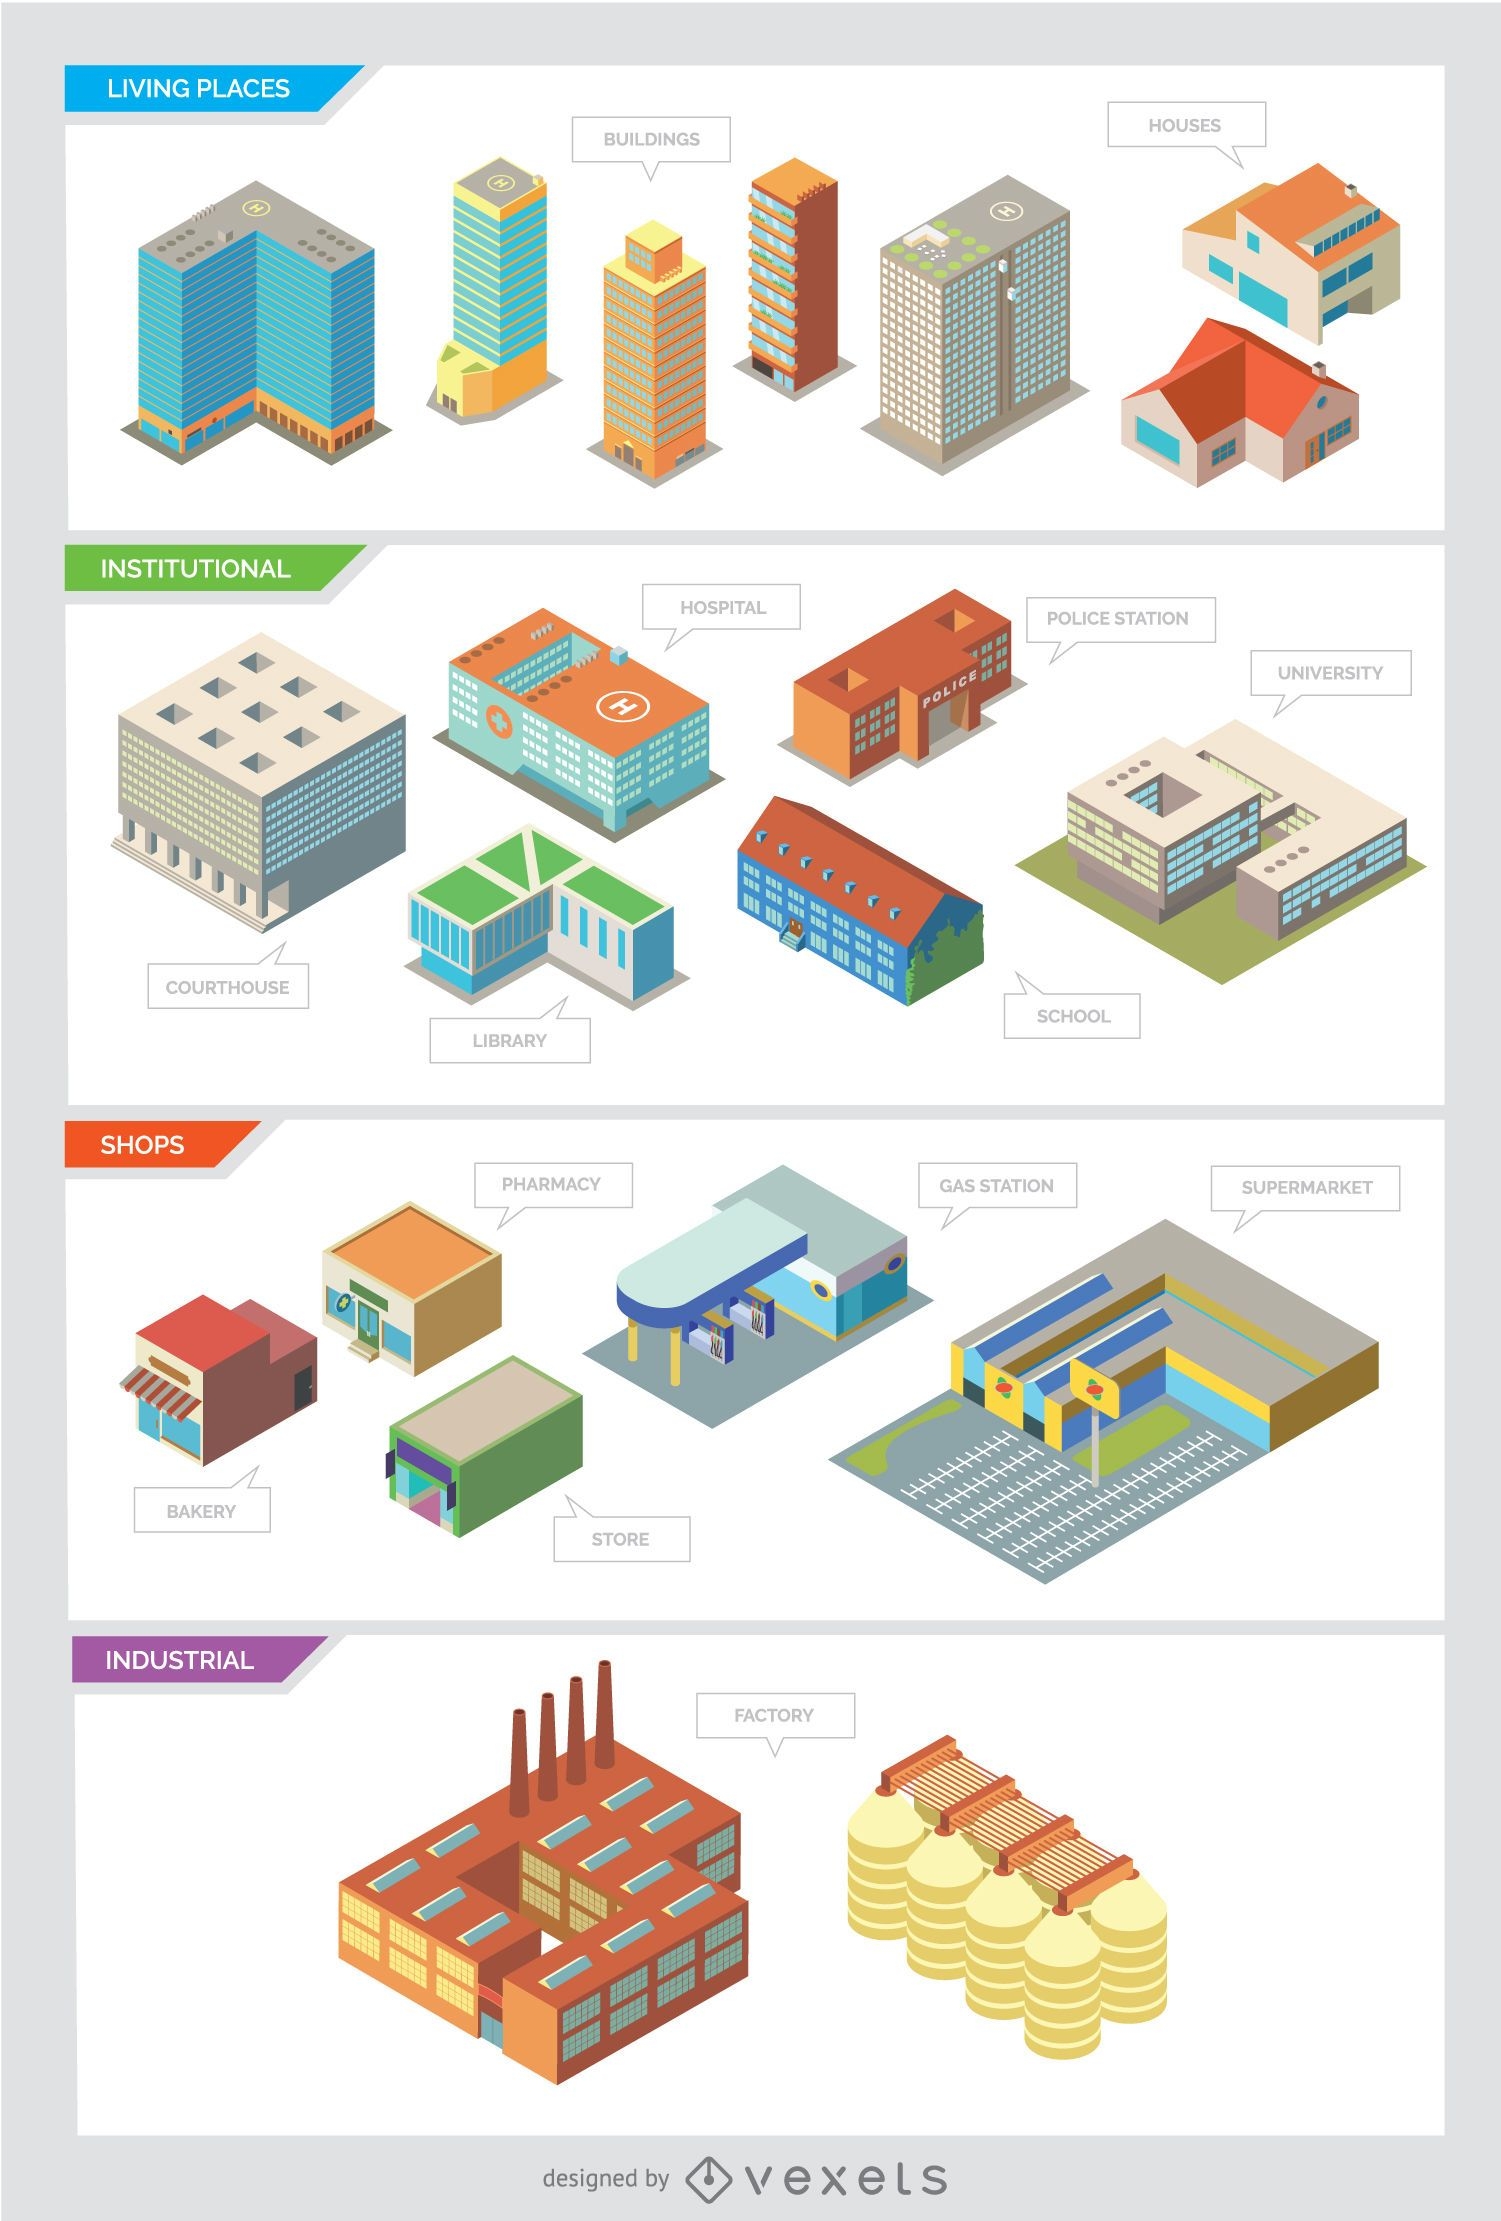 LIVING PLACES
BUILDINGS
HOUSES
H
H
H
INSTITUTIONAL
HOSPITAL
POLICE STATION
UNIVERSITY
H
POLICE
COURTHOUSE
LIBRARY
SCHOOL
SHOPS
PHARMACY
GAS STATION
SUPERMARKET
BAKERY
STORE
INDUSTRIAL
FACTORY
designed by vexels